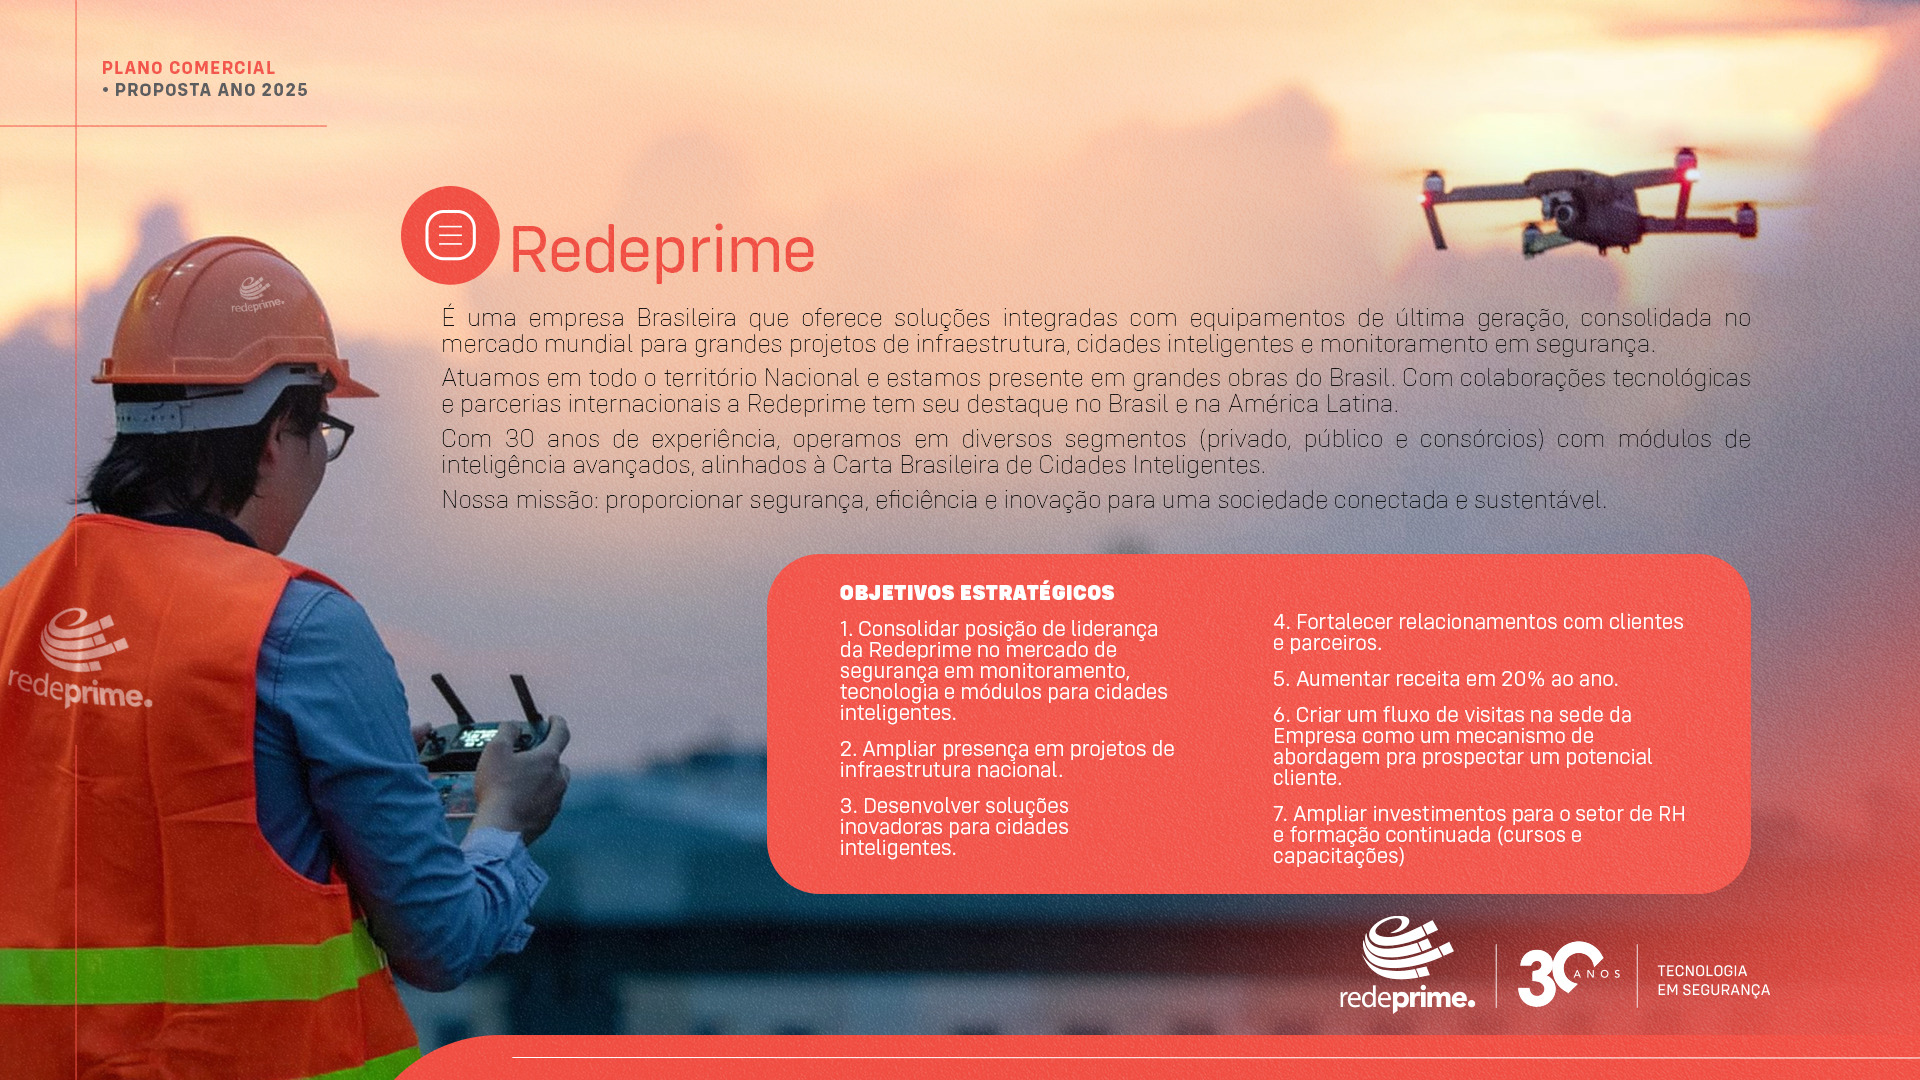 PLANO COMERCIAL
• PROPOSTA ANO 2025
Redeprime
É uma empresa Brasileira que oferece soluções integradas com equipamentos de última geração, consolidada no
mercado mundial para grandes projetos de infraestrutura, cidades inteligentes e monitoramento em segurança.
Atuamos em todo o território Nacional e estamos presente em grandes obras do Brasil. Com colaborações tecnológicas
e parcerias internacionais a Redeprime tem seu destaque no Brasil e na América Latina.
Com 30 anos de experiência, operamos em diversos segmentos (privado, público e consórcios) com módulos de
inteligência avançados, alinhados à Carta Brasileira de Cidades Inteligentes.
Nossa missão: proporcionar segurança, eficiência e inovação para uma sociedade conectada e sustentável.
redeprime.
redeprime.
OBJETIVOS ESTRATÉGICOS
1. Consolidar posição de liderança
da Redeprime no mercado de
segurança em monitoramento,
tecnologia e módulos para cidades
inteligentes.
2. Ampliar presença em projetos de
infraestrutura nacional.
3. Desenvolver soluções
inovadoras para cidades
inteligentes.
4. Fortalecer relacionamentos com clientes
e parceiros.
5. Aumentar receita em 20% ao ano.
6. Criar um fluxo de visitas na sede da
Empresa como um mecanismo de
abordagem pra prospectar um potencial
cliente.
7. Ampliar investimentos para o setor de RH
e formação continuada (cursos e
capacitações)
redeprime.
30 ANOS
TECNOLOGIA
EM SEGURANÇA